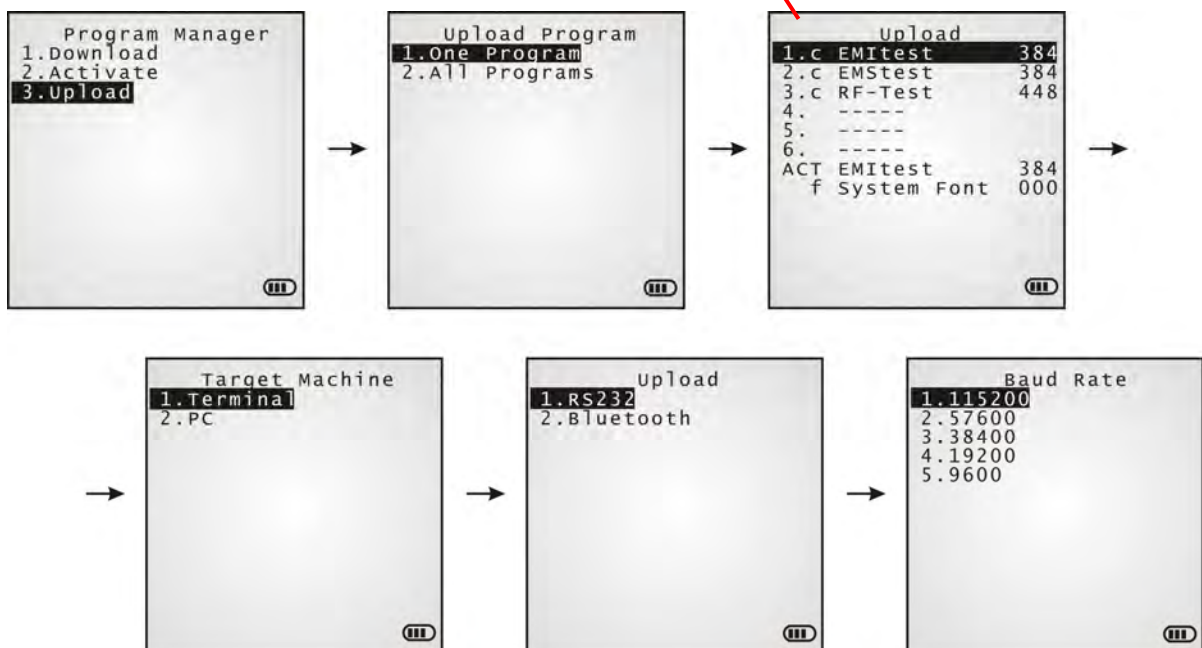 Program Manager
1.Download
2.Activate
3.Upload
Upload Program
1.One Program
2.All Programs
Upload
1.c EMItest 384
2.c EMStest 384
3.c RF-Test 448
4. -----
5. -----
6. -----
ACT EMItest 384
f System Font 000
Target Machine
1.Terminal
2.PC
Upload
1.RS232
2.Bluetooth
Baud Rate
1.115200
2.57600
3.38400
4.19200
5.9600